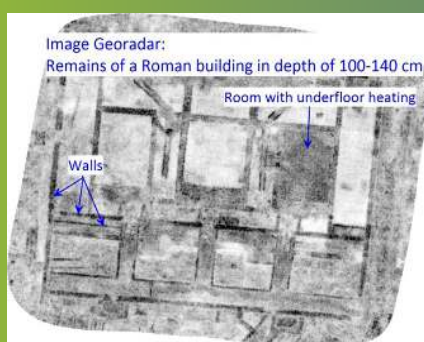 Image Georadar:
Remains of a Roman building in depth of 100-140 cm
Room with underfloor heating
Walls